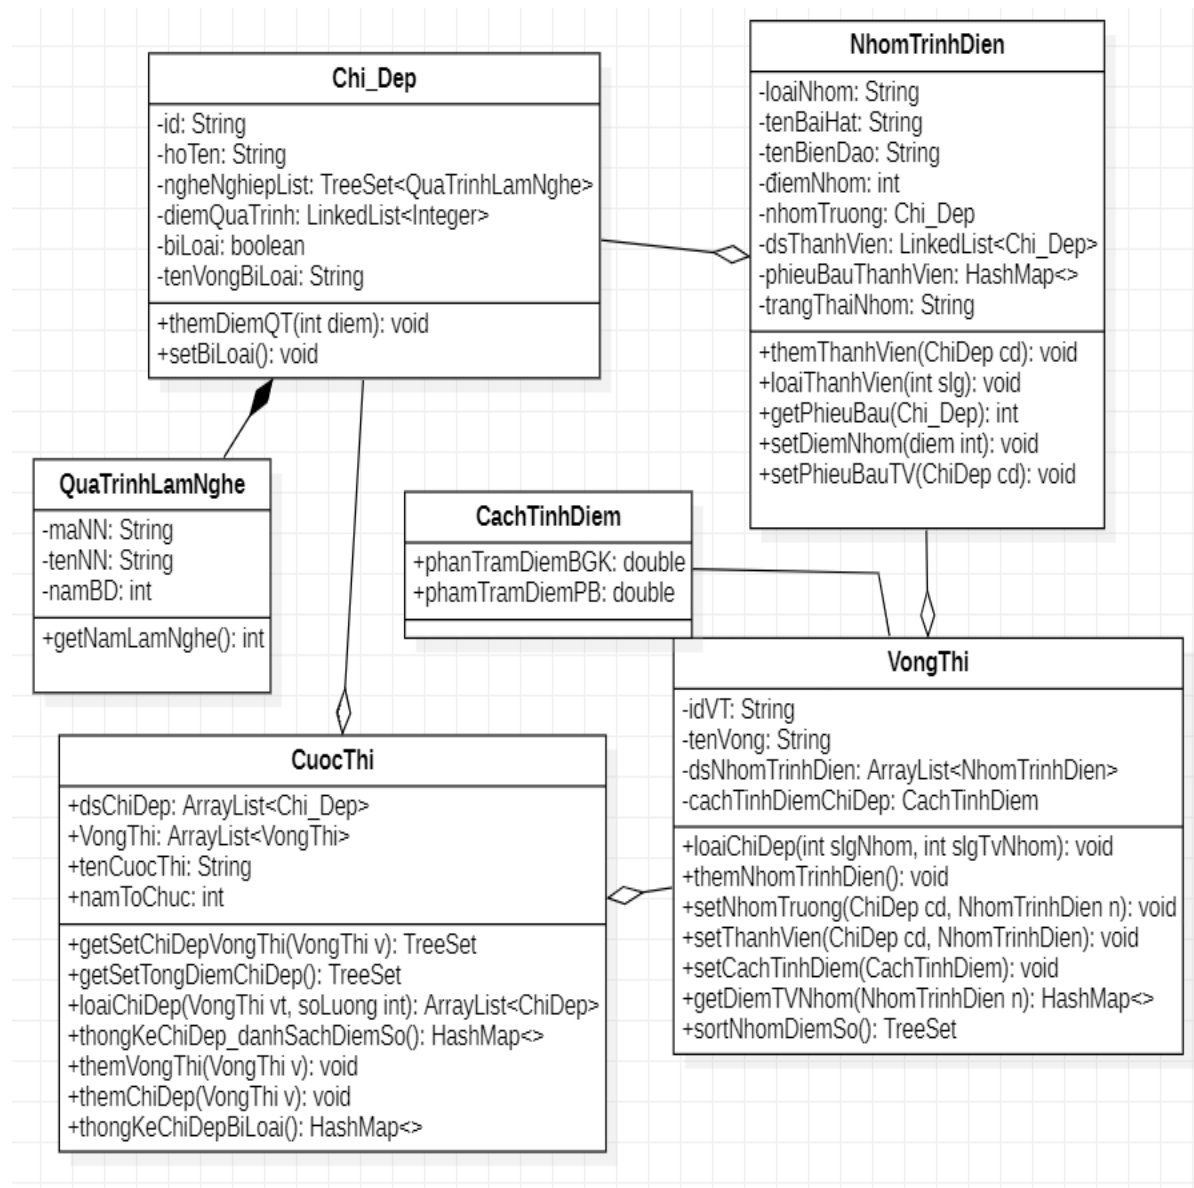 Chi_Dep
-id: String
-hoTen: String
-ngheNghiepList: TreeSet<QuaTrinhLamNghe>
-diemQuaTrinh: LinkedList<Integer>
-biLoai: boolean
-tenVongBiLoai: String
+themDiemQT(int diem): void
+setBiLoai(): void
NhomTrinhDien
-loaiNhom: String
-tenBaiHat: String
-tenBienDao: String
-điemNhom: int
-nhomTruong: Chi_Dep
-dsThanhVien: LinkedList<Chi_Dep>
-phieuBauThanhVien: HashMap<>
-trangThaiNhom: String
+themThanhVien(ChiDep cd): void
+loaiThanhVien(int slg): void
+getPhieuBau(Chi_Dep): int
+setDiemNhom(diem int): void
+setPhieuBauTV(ChiDep cd): void
QuaTrinhLamNghe
-maNN: String
-tenNN: String
-namBD: int
+getNamLamNghe(): int
CachTinhDiem
+phanTramDiemBGK: double
+phamTramDiemPB: double
VongThi
-idVT: String
-tenVong: String
-dsNhomTrinhDien: ArrayList<NhomTrinhDien>
-cachTinhDiemChiDep: CachTinhDiem
+loaiChiDep(int slgNhom, int slgTvNhom): void
+themNhomTrinhDien(): void
+setNhomTruong(ChiDep cd, NhomTrinhDien n): void
+setThanhVien(ChiDep cd, NhomTrinhDien): void
+setCachTinhDiem(CachTinhDiem): void
+getDiemTVNhom(NhomTrinhDien n): HashMap<>
+sortNhomDiemSo(): TreeSet
CuocThi
+dsChiDep: ArrayList<Chi_Dep>
+VongThi: ArrayList<VongThi>
+tenCuocThi: String
+namToChuc: int
+getSetChiDepVongThi(VongThi v): TreeSet
+getSetTongDiemChiDep(): TreeSet
+loaiChiDep(VongThi vt, soLuong int): ArrayList<ChiDep>
+thongKeChiDep_danhSachDiemSo(): HashMap<>
+themVongThi(VongThi v): void
+themChiDep(VongThi v): void
+thongKeChiDepBiLoai(): HashMap<>